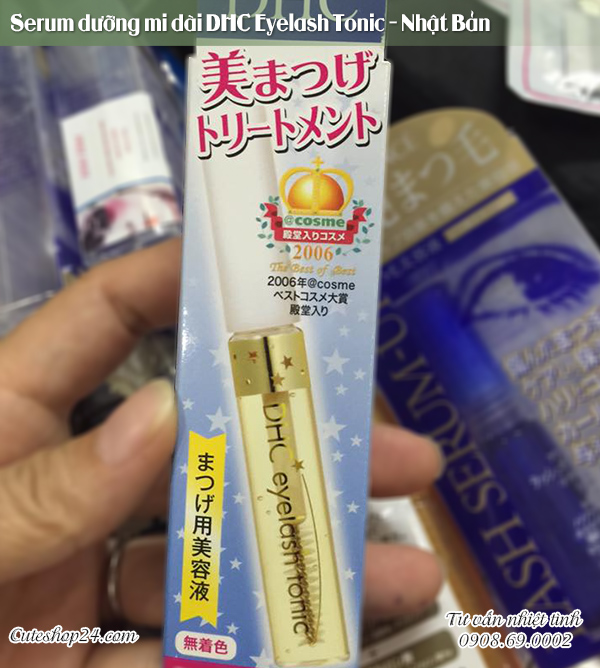 Serum dưỡng mi dài DHC Eyelash Tonic - Nhật Bản
DHC
美まつげ
トリートメント
@cosme
殿堂入りコスメ
2006
The Best of Best
2006年@cosme
ベストコスメ大賞
殿堂入り
DHC eyelash tonic
まつげ用美容液
無着色
LASH SERUM
Cuteshop24.com
Tư vấn nhiệt tình
0908.69.0002